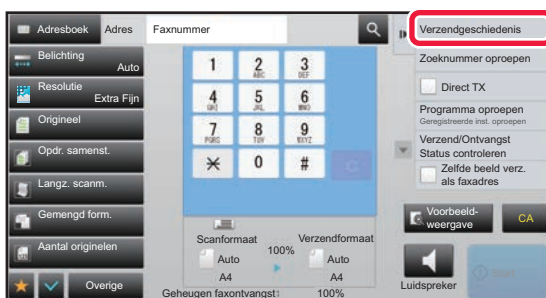 Adresboek
Adres
Faxnummer
Verzendgeschiedenis
Belichting
Auto
Resolutie
Extra Fijn
Origineel
Opdr. samenst.
Langz. scanm.
Gemengd form.
Aantal originelen
Overige
1
2
ABC
3
DEF
4
GHI
5
JKL
6
MNO
7
PQRS
8
TUV
9
WXYZ
0
#
C
Scanformaat
100%
Verzendformaat
Auto
A4
Auto
A4
Geheugen faxontvangst:
100%
Zoeknummer oproepen
Direct TX
Programma oproepen
Geregistreerde inst. oproepen
Verzend/Ontvangst
Status controleren
Zelfde beeld verz.
als faxadres
Voorbeeld-
weergave
CA
Luidspreker
Start